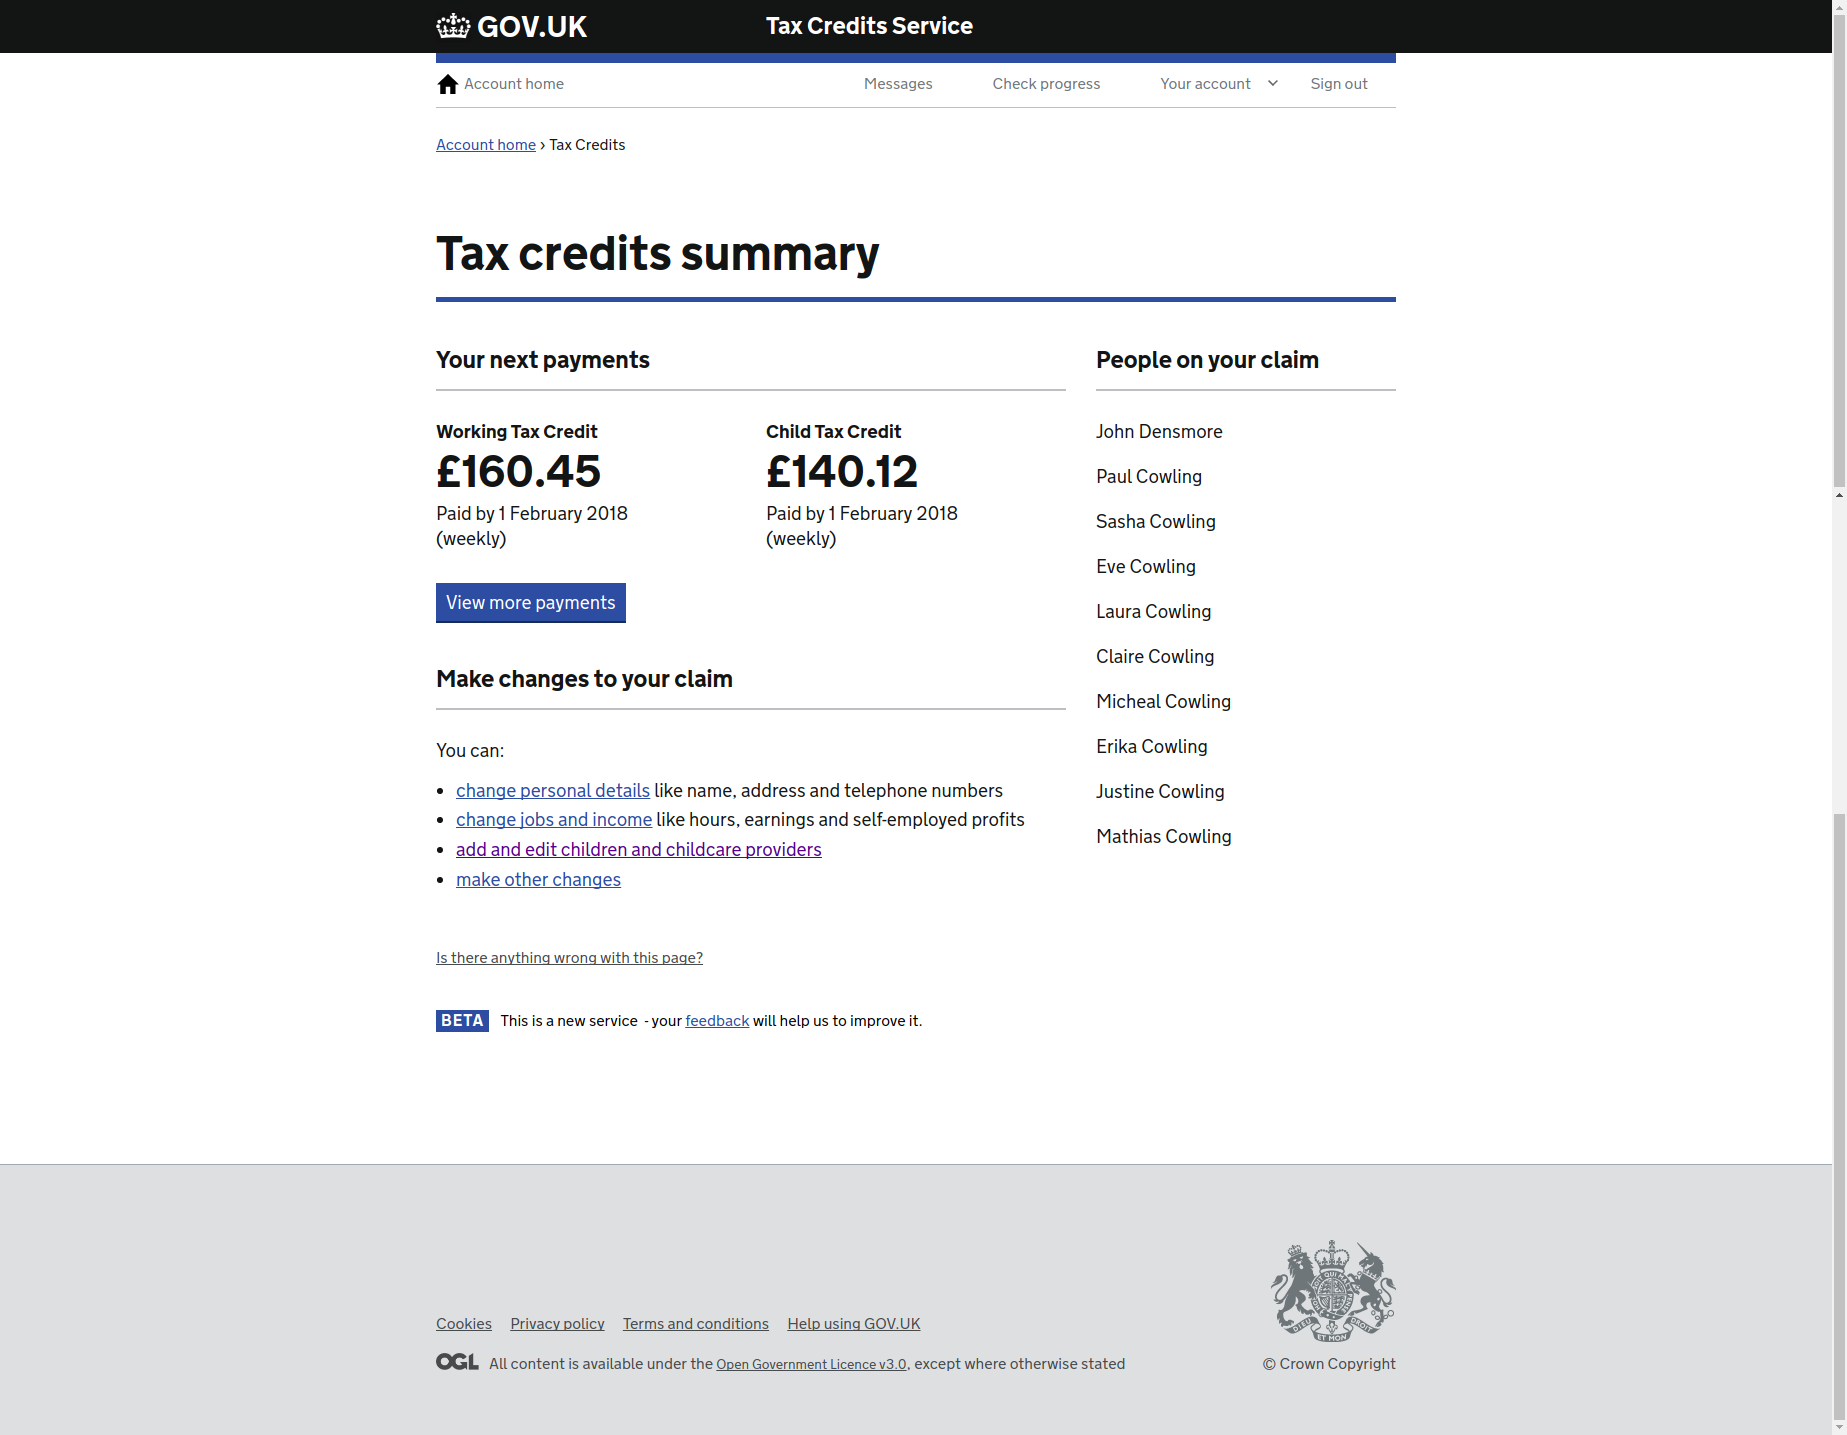 GOV.UK
Tax Credits Service
Account home
Messages
Check progress
Your account
Sign out
Account home › Tax Credits
Tax credits summary
Your next payments
Working Tax Credit
£160.45
Paid by 1 February 2018
(weekly)
Child Tax Credit
£140.12
Paid by 1 February 2018
(weekly)
View more payments
Make changes to your claim
You can:
change personal details like name, address and telephone numbers
change jobs and income like hours, earnings and self-employed profits
add and edit children and childcare providers
make other changes
People on your claim
John Densmore
Paul Cowling
Sasha Cowling
Eve Cowling
Laura Cowling
Claire Cowling
Micheal Cowling
Erika Cowling
Justine Cowling
Mathias Cowling
Is there anything wrong with this page?
BETA This is a new service - your feedback will help us to improve it.
Cookies
Privacy policy
Terms and conditions
Help using GOV.UK
OGL All content is available under the Open Government Licence v3.0, except where otherwise stated
DIEU ET MON DROIT
© Crown Copyright